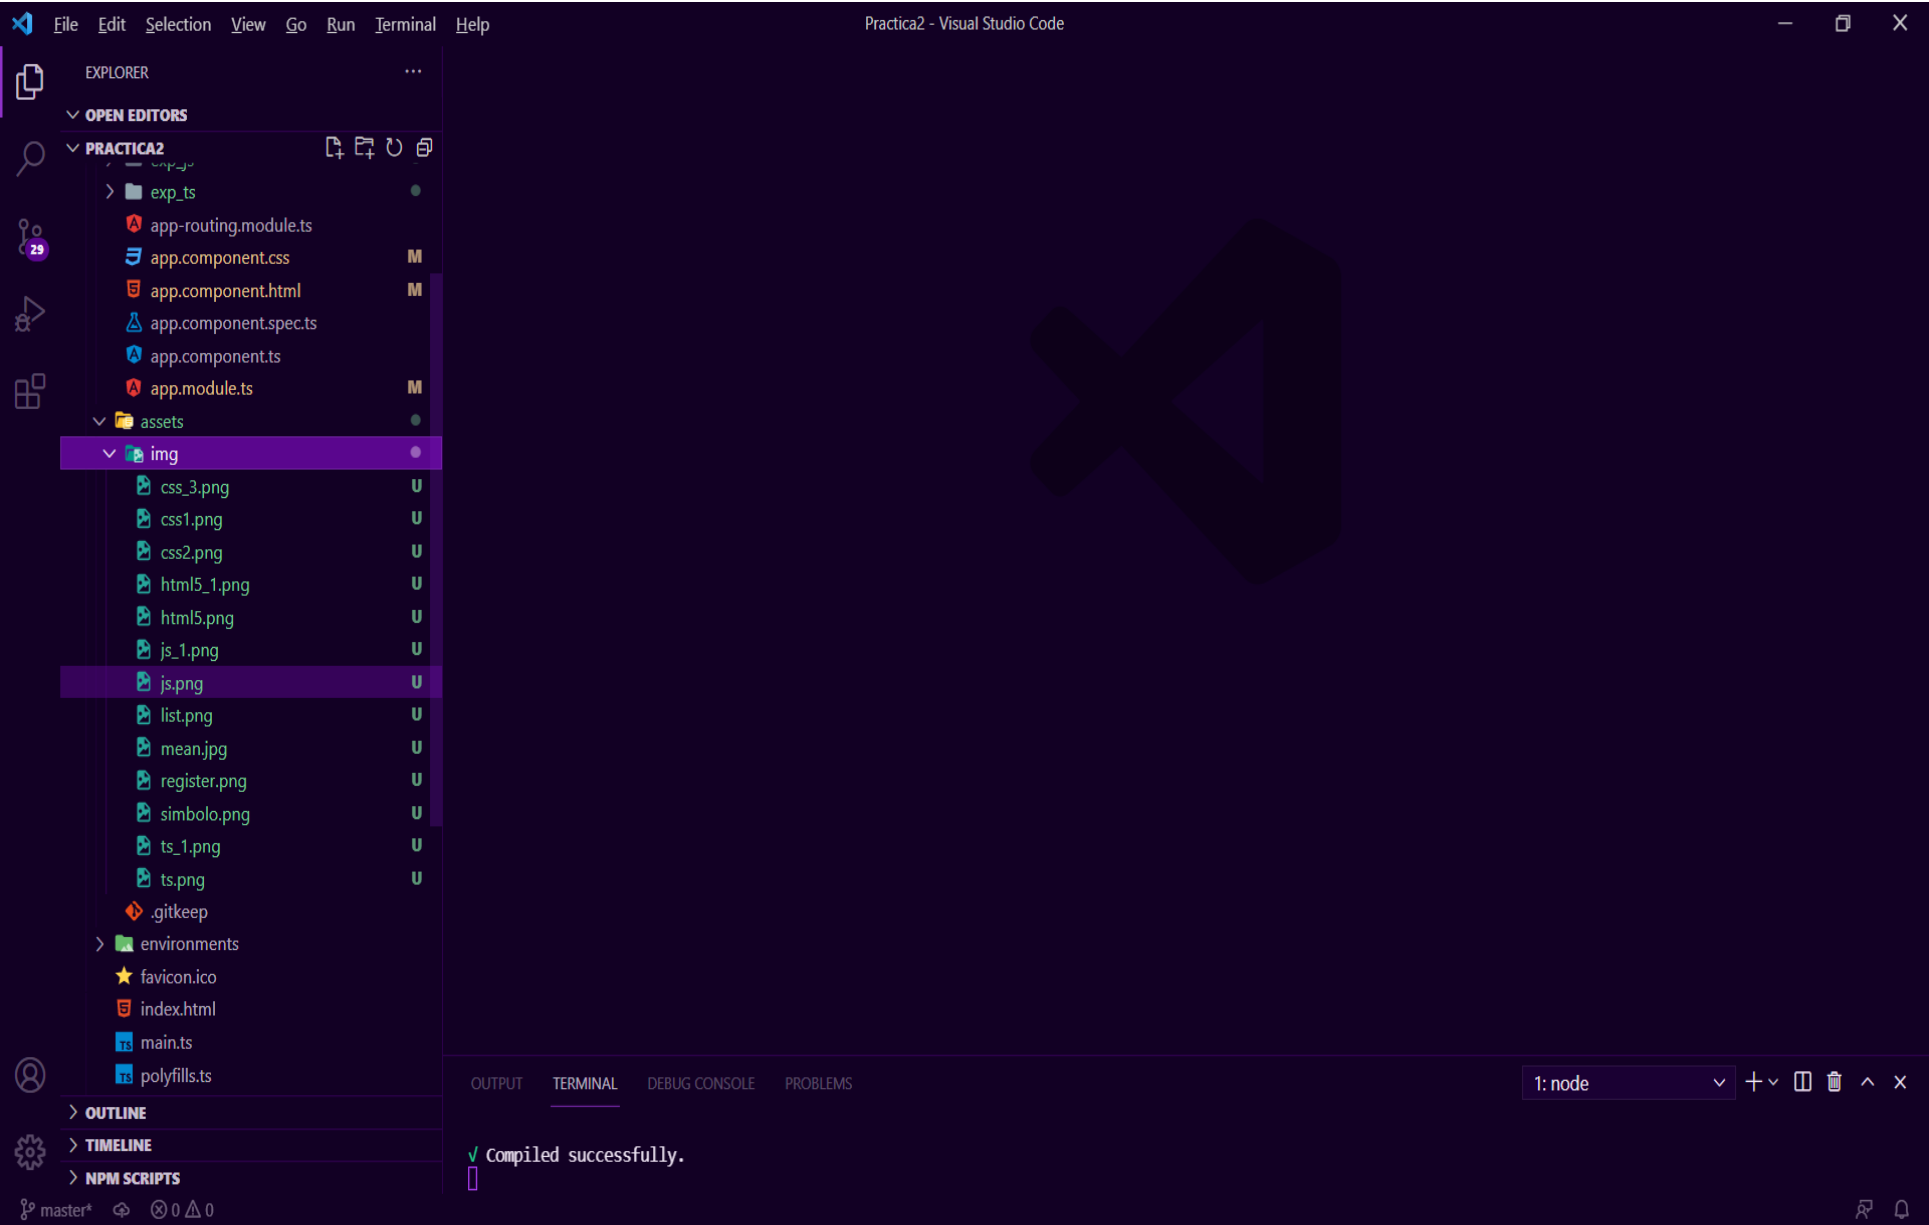 File Edit Selection View Go Run Terminal Help
Practica2 - Visual Studio Code
EXPLORER
OPEN EDITORS
PRACTICA2
exp_js
exp_ts
app-routing.module.ts
app.component.css M
app.component.html M
app.component.spec.ts
app.component.ts
app.module.ts M
assets
img
css_3.png U
css1.png U
css2.png U
html5_1.png U
html5.png U
js_1.png U
js.png U
list.png U
mean.jpg U
register.png U
simbolo.png U
ts_1.png U
ts.png U
.gitkeep
environments
favicon.ico
index.html
TS main.ts
TS polyfills.ts
OUTLINE
TIMELINE
NPM SCRIPTS
29
OUTPUT TERMINAL DEBUG CONSOLE PROBLEMS
1: node
√ Compiled successfully.
master* 0 0